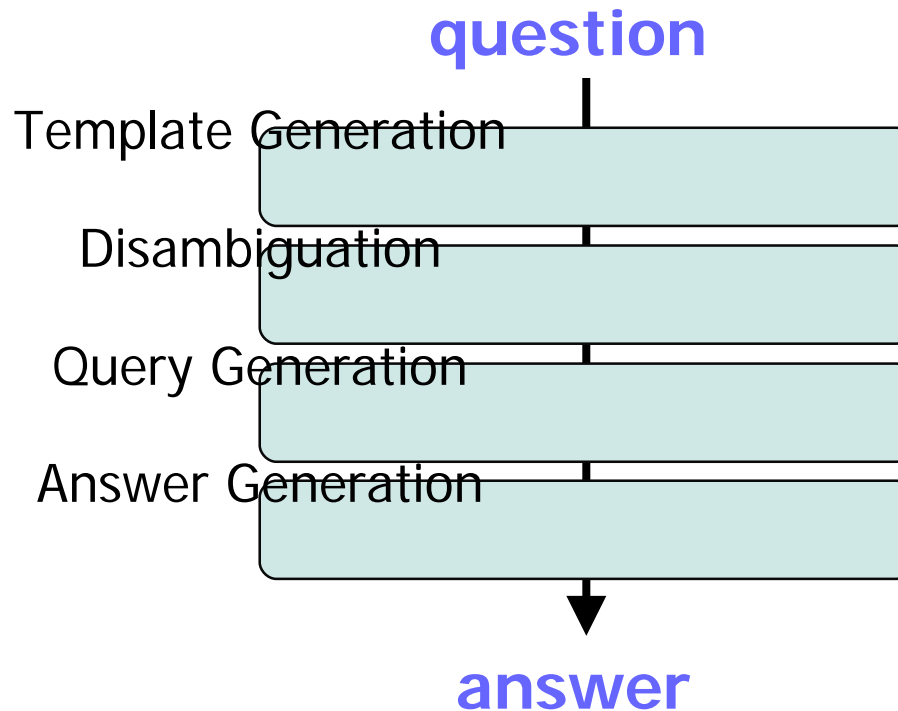 question
Template Generation
Disambiguation
Query Generation
Answer Generation
answer